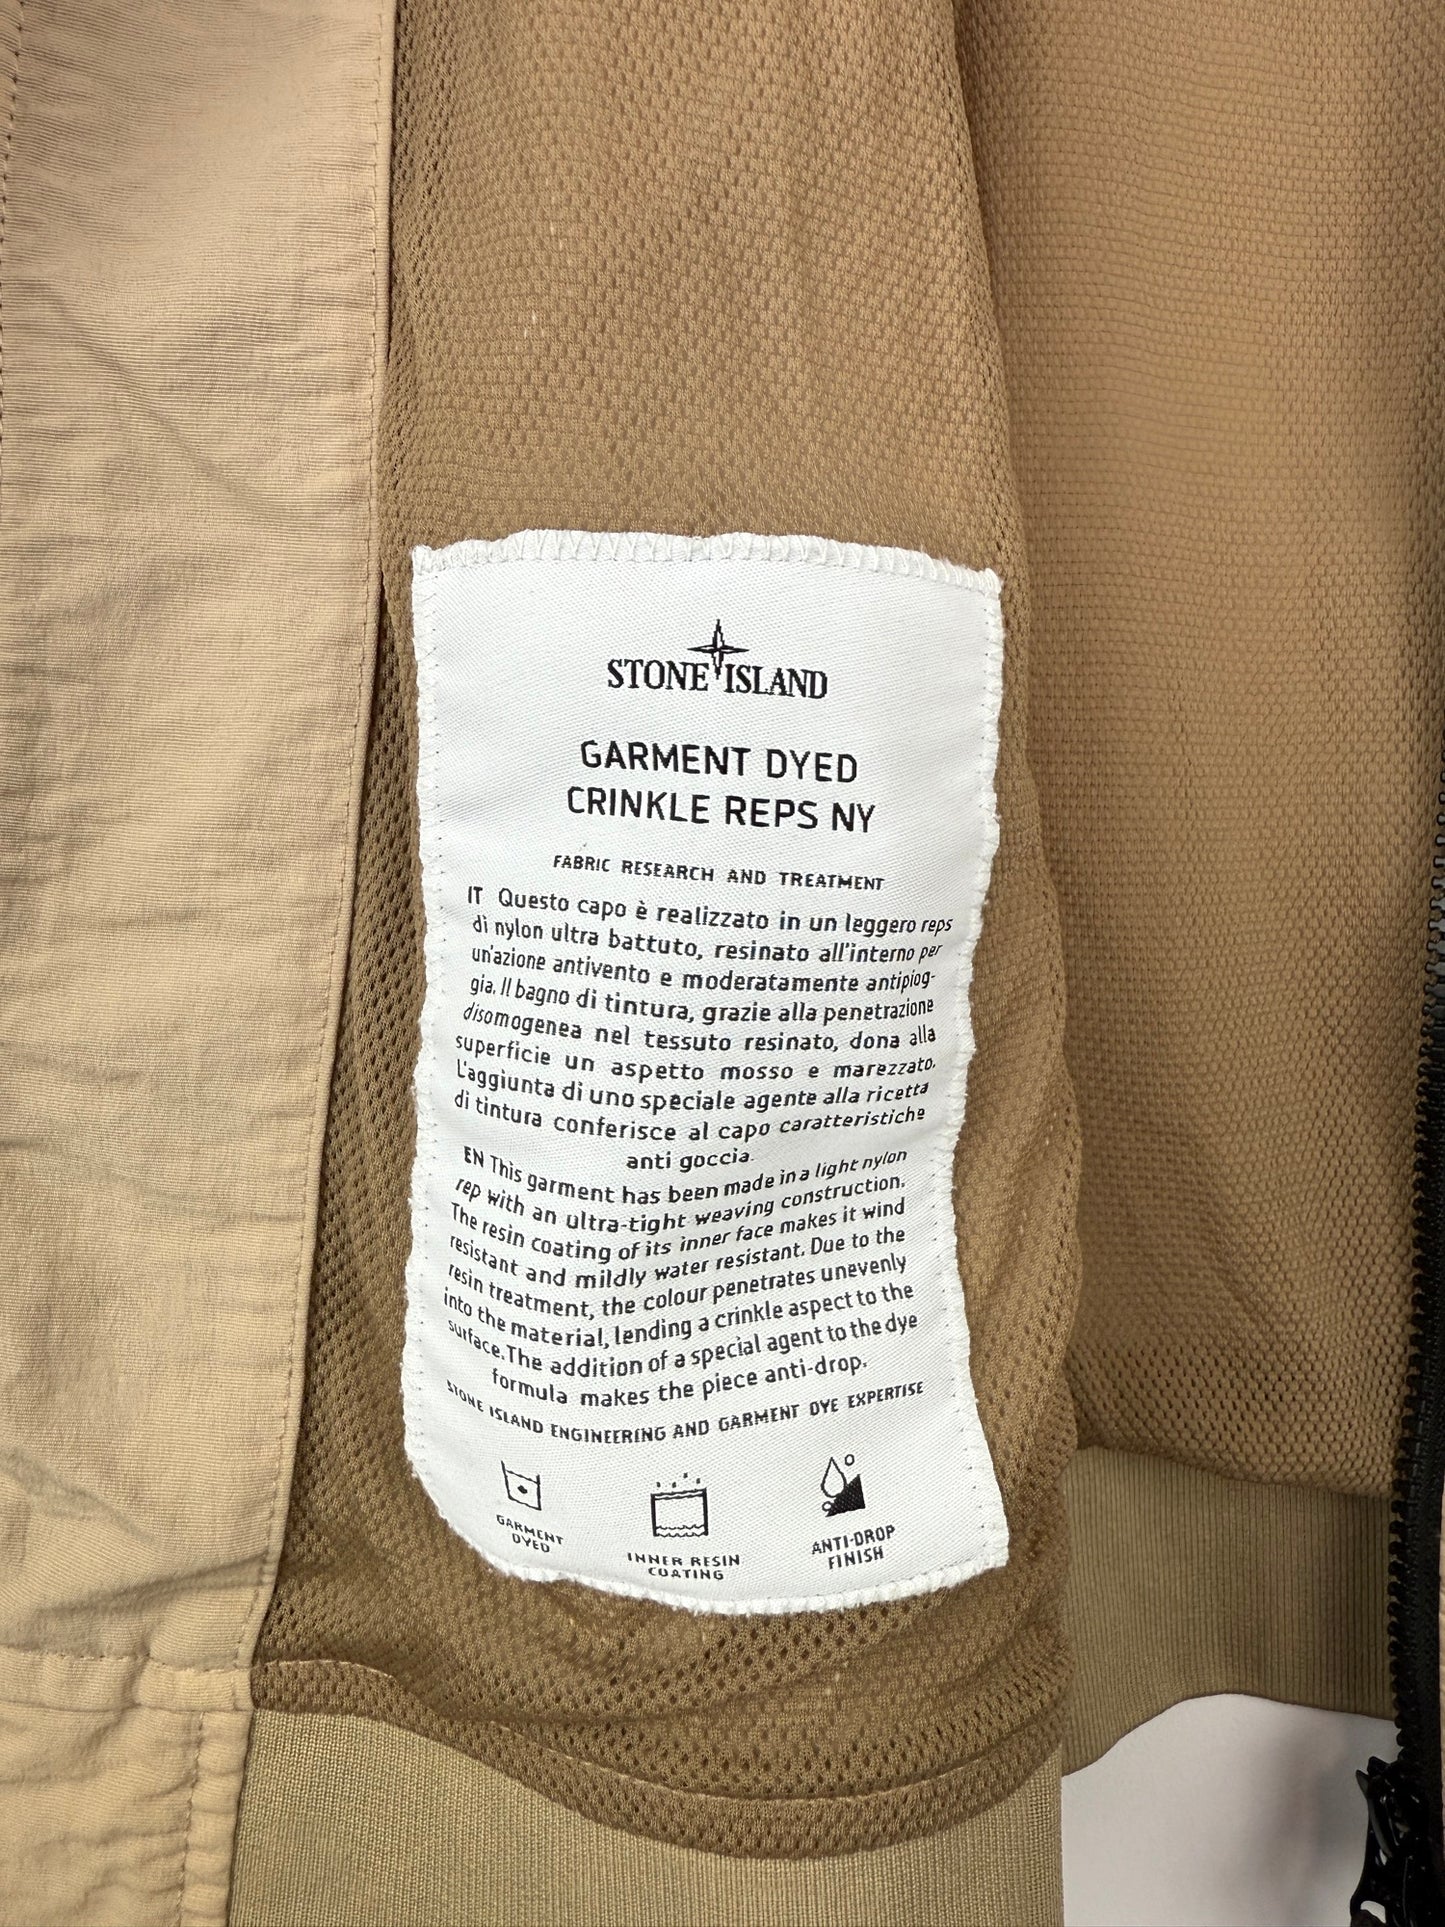 STONE ISLAND
GARMENT DYED
CRINKLE REPS NY
FABRIC RESEARCH AND TREATMENT
IT Questo capo è realizzato in un leggero reps
di nylon ultra battuto, resinato all'interno per
un'azione antivento e moderatamente antipiog-
gia. Il bagno di tintura, grazie alla penetrazione
disomogenea nel tessuto resinato, dona alla
superficie un aspetto mosso e marezzato.
L'aggiunta di uno speciale agente alla ricetta
di tintura conferisce al capo caratteristiche
anti goccia.
EN This garment has been made in a light nylon
rep with an ultra-tight weaving construction.
The resin coating of its inner face makes it wind
resistant and mildly water resistant. Due to the
resin treatment, the colour penetrates unevenly
into the material, lending a crinkle aspect to the
surface.The addition of a special agent to the dye
formula makes the piece anti-drop.
STONE ISLAND ENGINEERING AND GARMENT DYE EXPERTISE
GARMENT
DYED
INNER RESIN
COATING
ANTI-DROP
FINISH